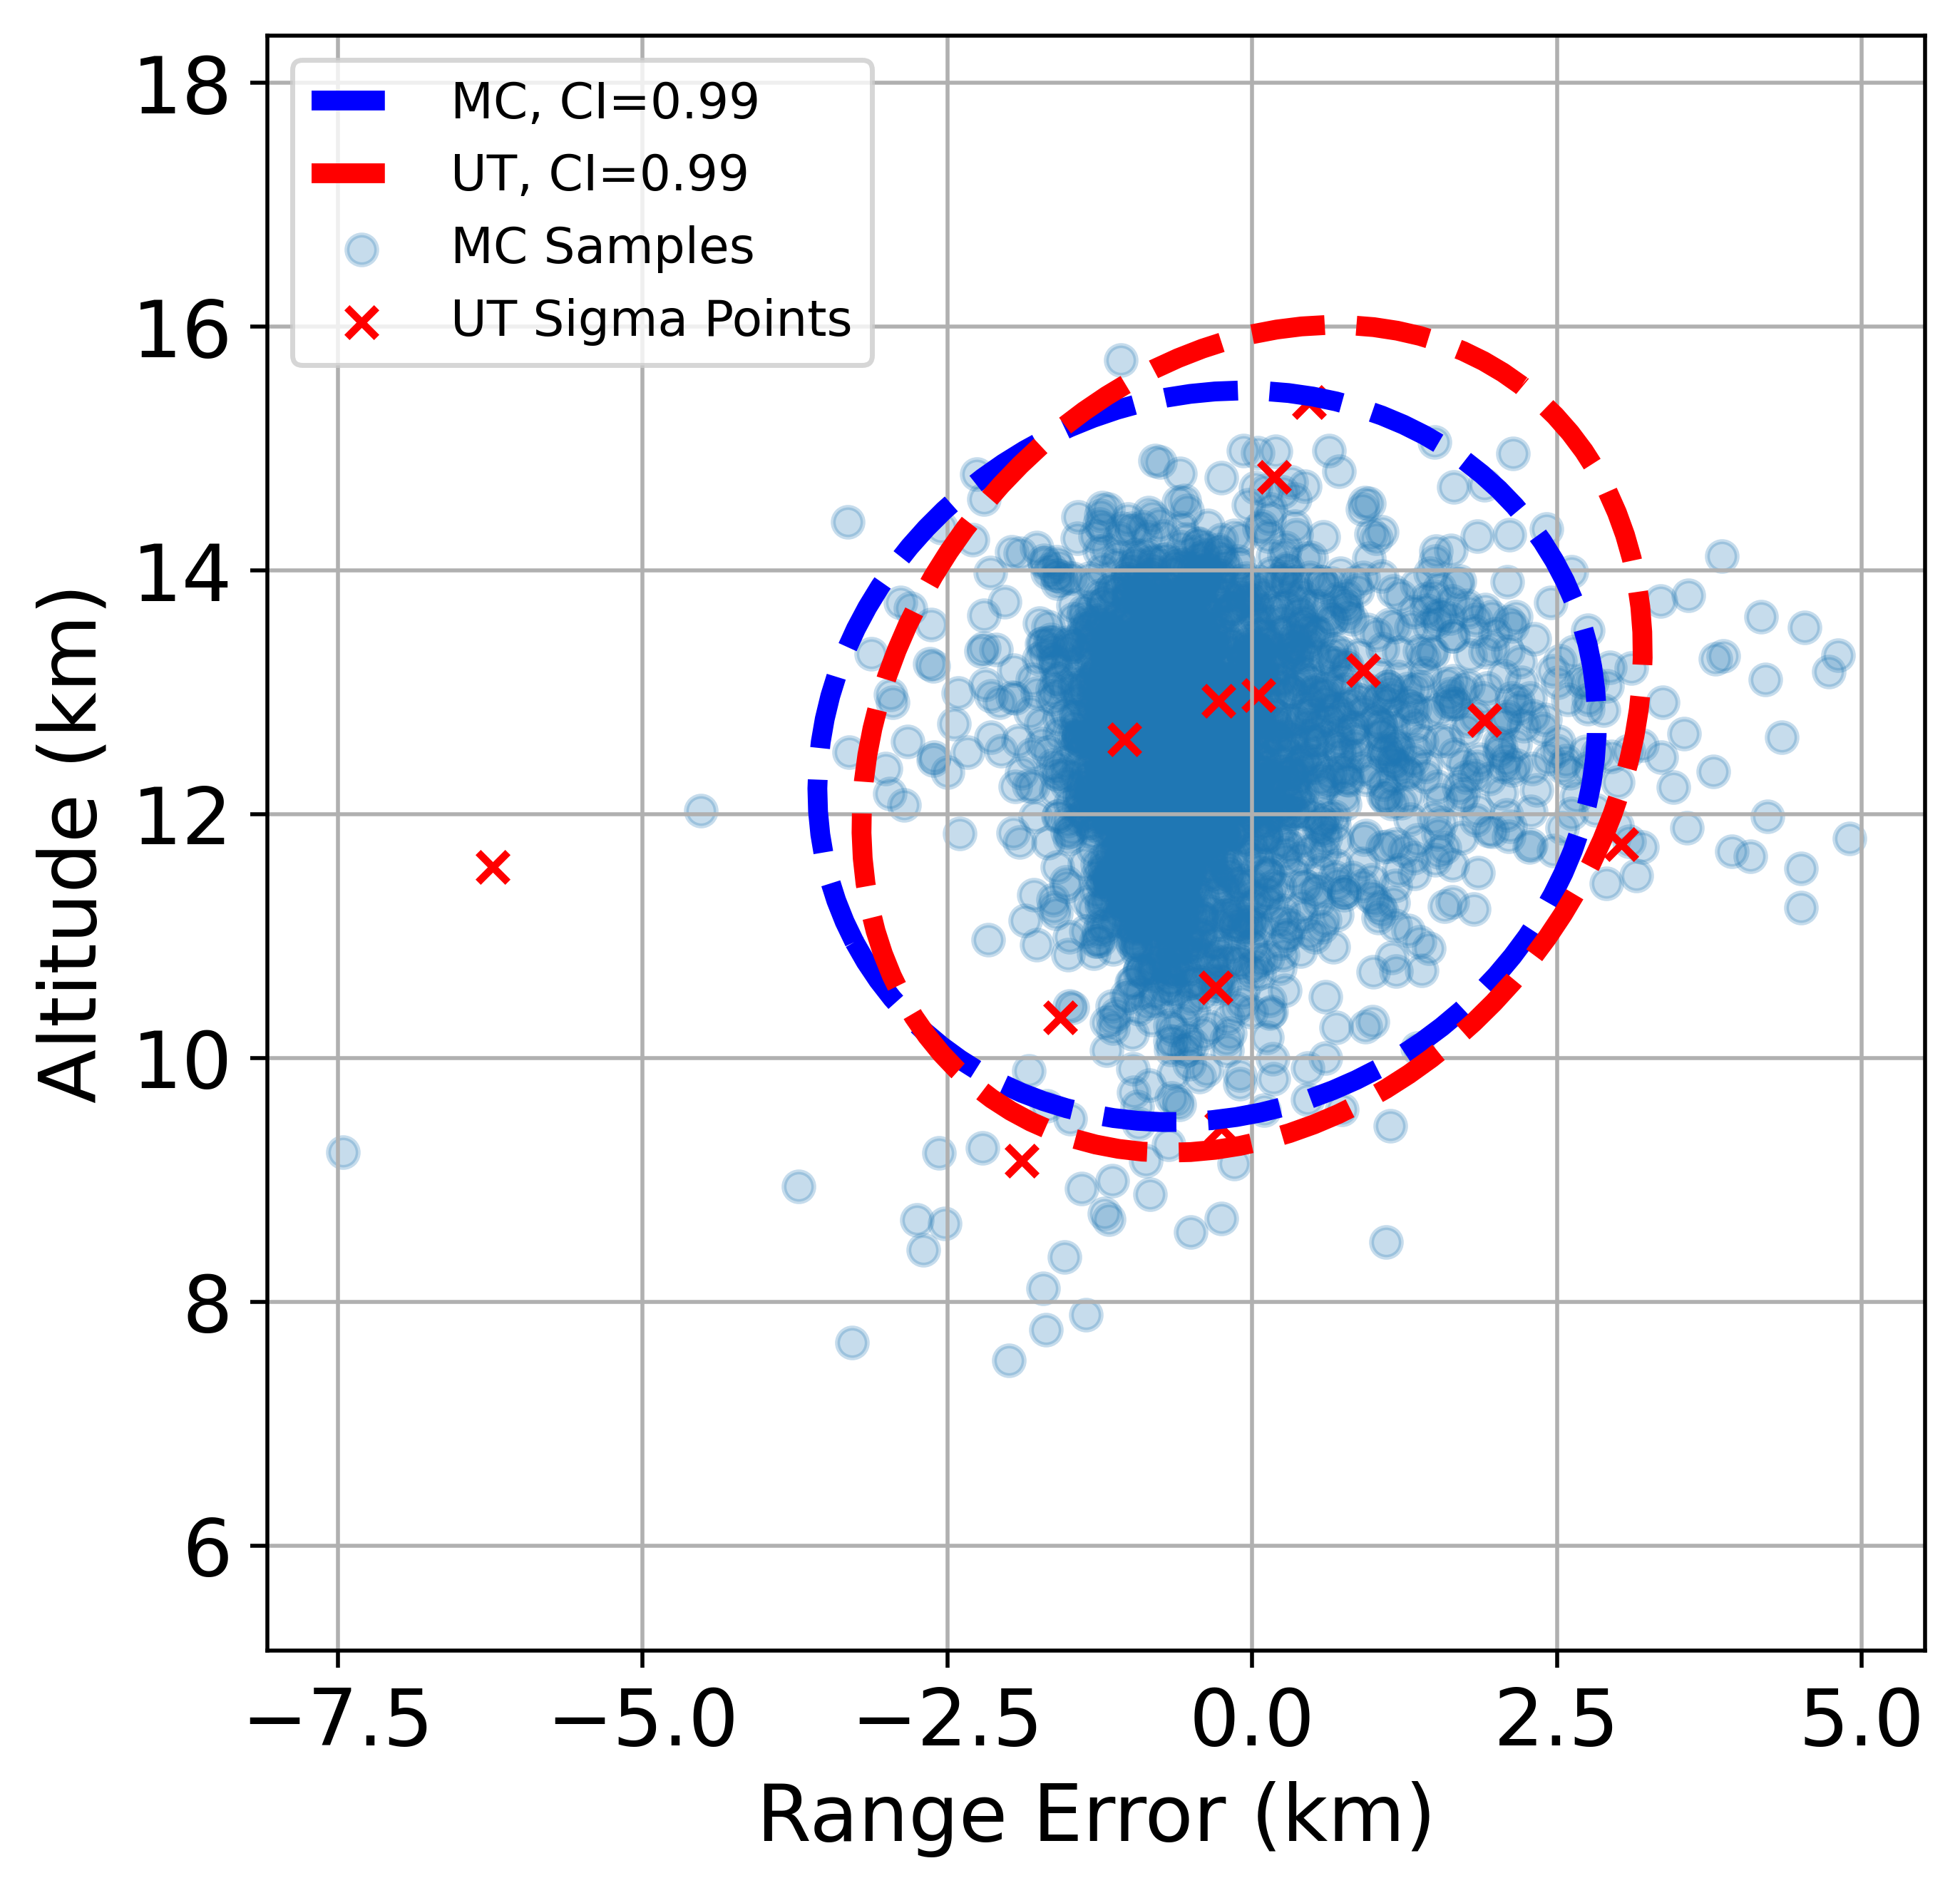 MC, CI=0.99
UT, CI=0.99
MC Samples
UT Sigma Points
18
16
14
12
10
8
6
Altitude (km)
−7.5 −5.0 −2.5 0.0 2.5 5.0
Range Error (km)